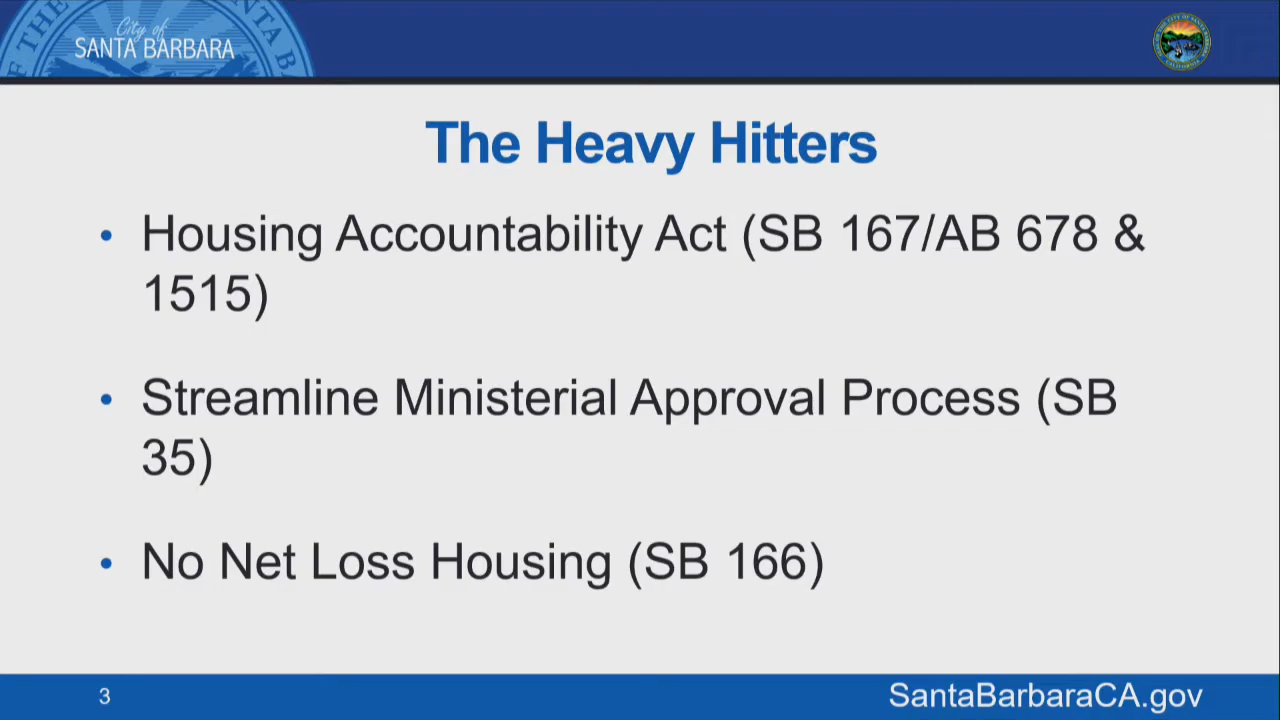 City of
SANTA BARBARA
The Heavy Hitters
• Housing Accountability Act (SB 167/AB 678 &
1515)
• Streamline Ministerial Approval Process (SB
35)
• No Net Loss Housing (SB 166)
3
SantaBarbaraCA.gov